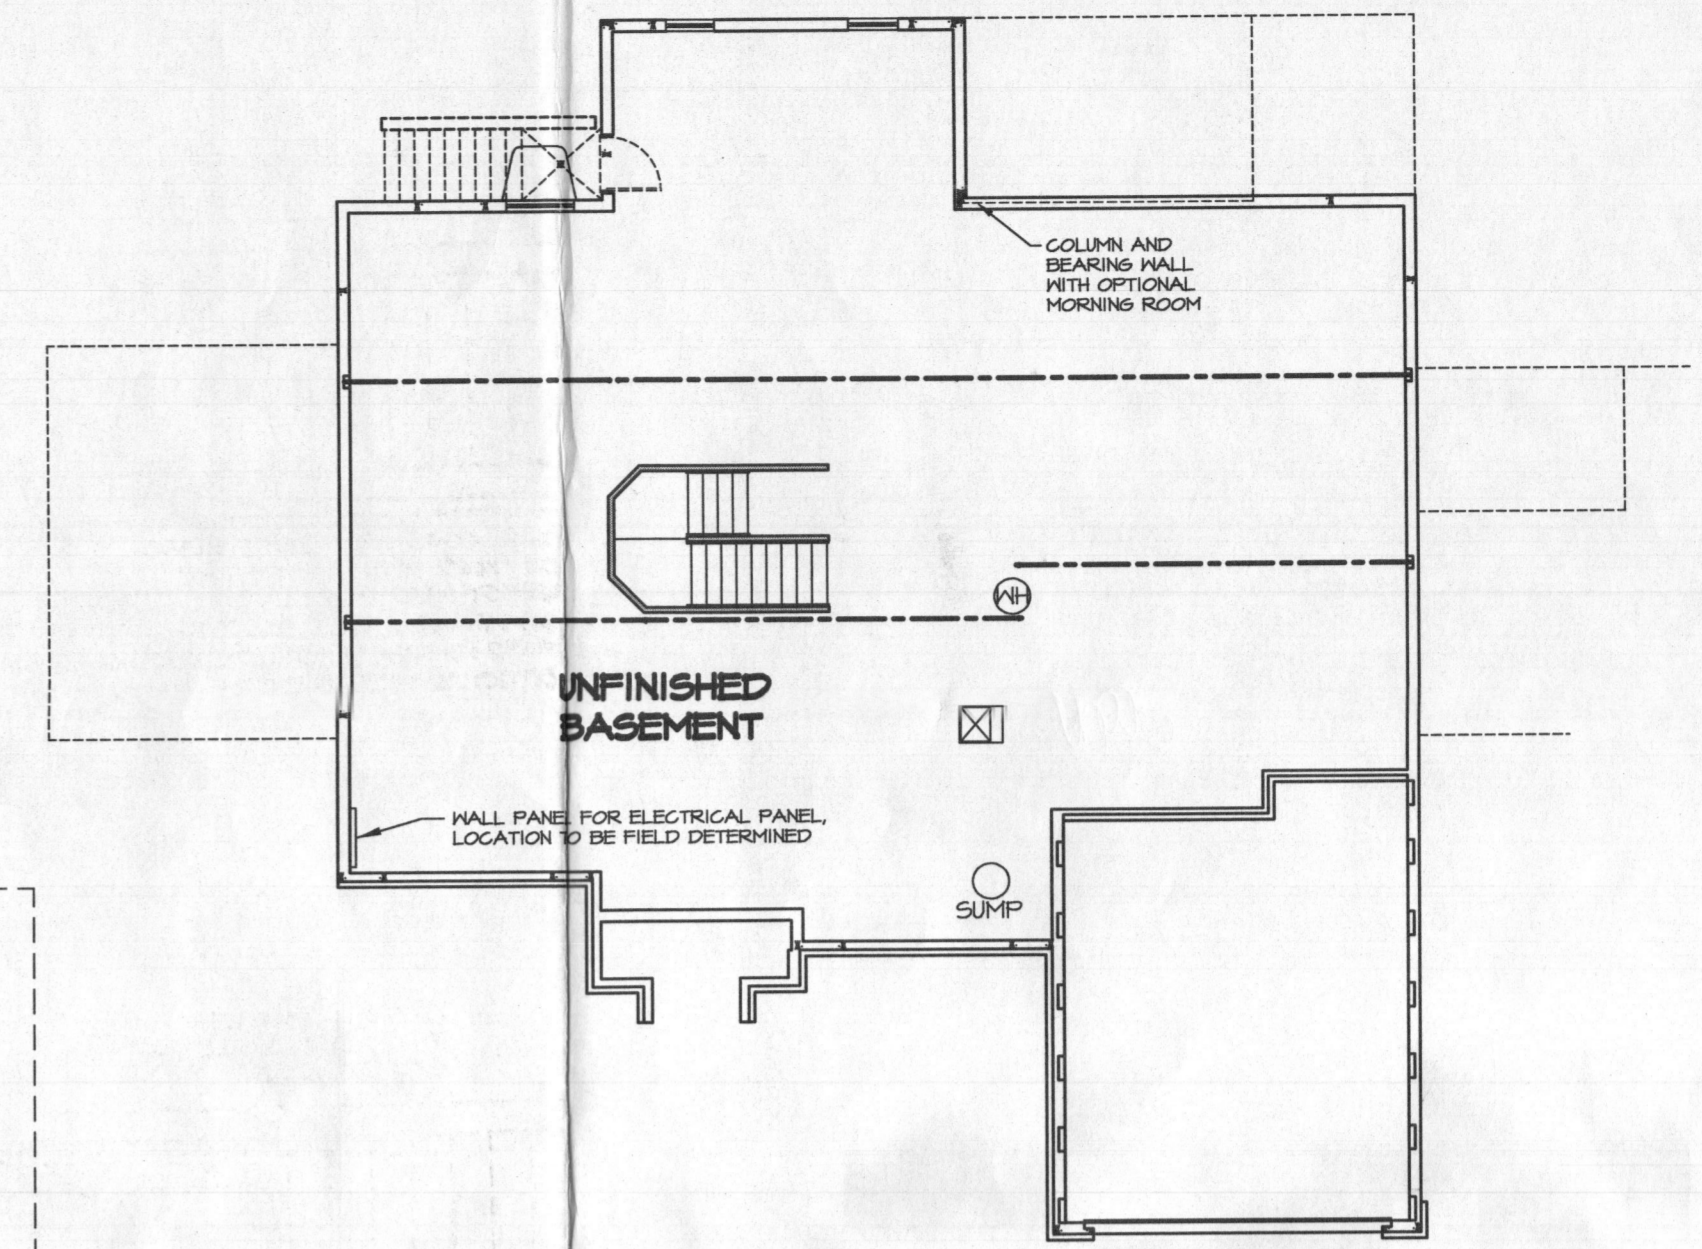 COLUMN AND
BEARING WALL
WITH OPTIONAL
MORNING ROOM
WH
UNFINISHED
BASEMENT
WALL PANEL FOR ELECTRICAL PANEL,
LOCATION TO BE FIELD DETERMINED
SUMP